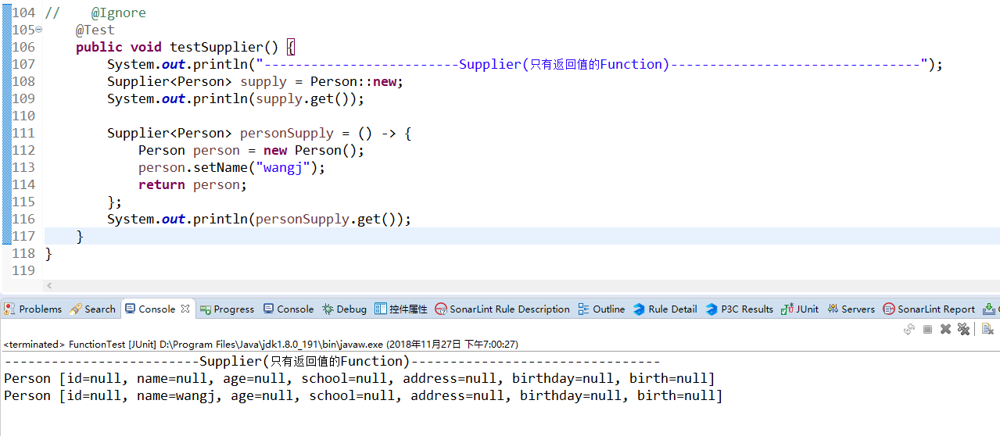 104 //    @Ignore
105    @Test
106    public void testSupplier() {
107        System.out.println("-------------------------Supplier(只有返回值的Function)--------------------------------");
108        Supplier<Person> supply = Person::new;
109        System.out.println(supply.get());
110
111        Supplier<Person> personSupply = () -> {
112            Person person = new Person();
113            person.setName("wangj");
114            return person;
115        };
116        System.out.println(personSupply.get());
117    }
118 }
119
Problems Search Console Progress Console Debug 控件属性 SonarLint Rule Description Outline Rule Detail P3C Results JUnit Servers SonarLint Report
<terminated> FunctionTest [JUnit] D:\Program Files\Java\jdk1.8.0_191\bin\javaw.exe (2018年11月27日 下午7:00:27)
-------------------------Supplier(只有返回值的Function)--------------------------------
Person [id=null, name=null, age=null, school=null, address=null, birthday=null, birth=null]
Person [id=null, name=wangj, age=null, school=null, address=null, birthday=null, birth=null]